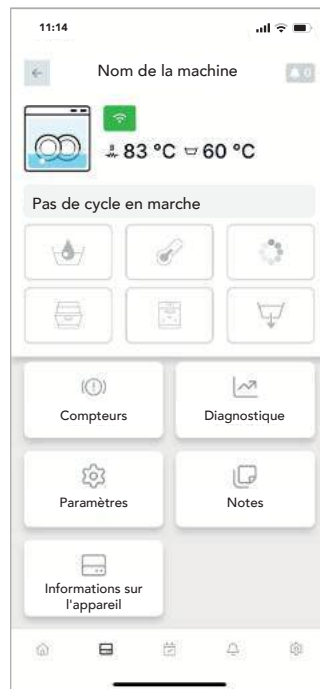 11:14
Nom de la machine
0
83 °C 60 °C
Pas de cycle en marche
Compteurs
Diagnostique
Paramètres
Notes
Informations sur
l'appareil